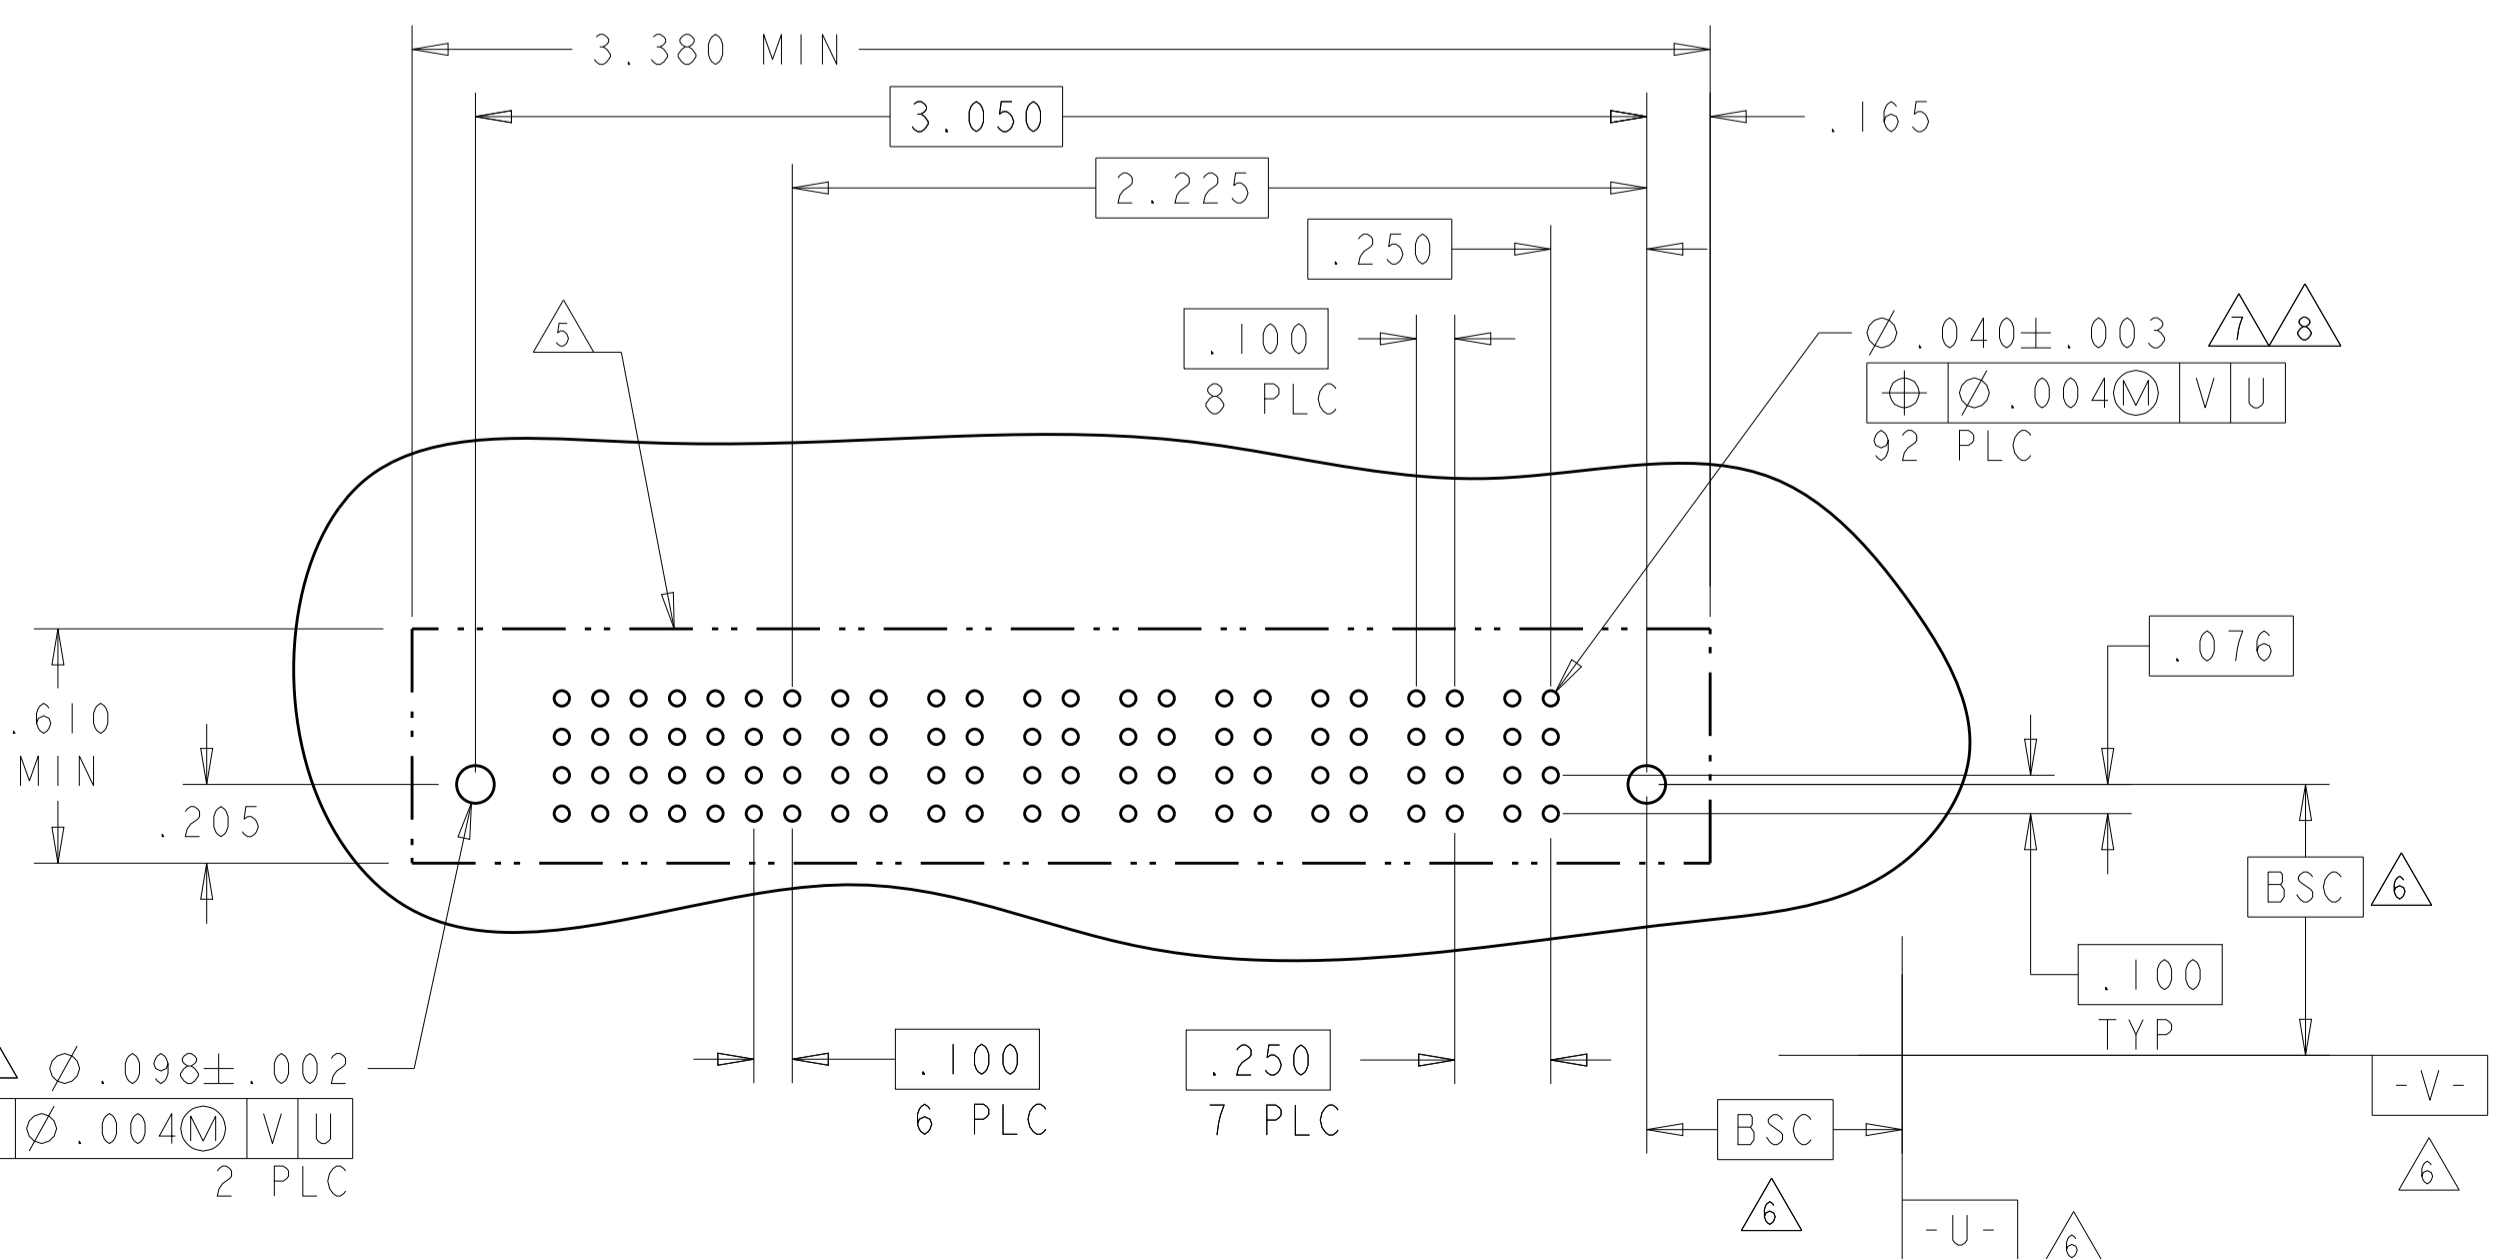 3.380 MIN
3.050
.165
2.225
.250
.100
8 PLC
5
Ø.040±.003 7 8
⌖ Ø.004Ⓜ V U
92 PLC
.076
.610
MIN
.205
BSC 6
.100
TYP
Ø.098±.002
Ø.004Ⓜ V U
2 PLC
.100
6 PLC
.250
7 PLC
BSC
6
-V-
6
-U-
6